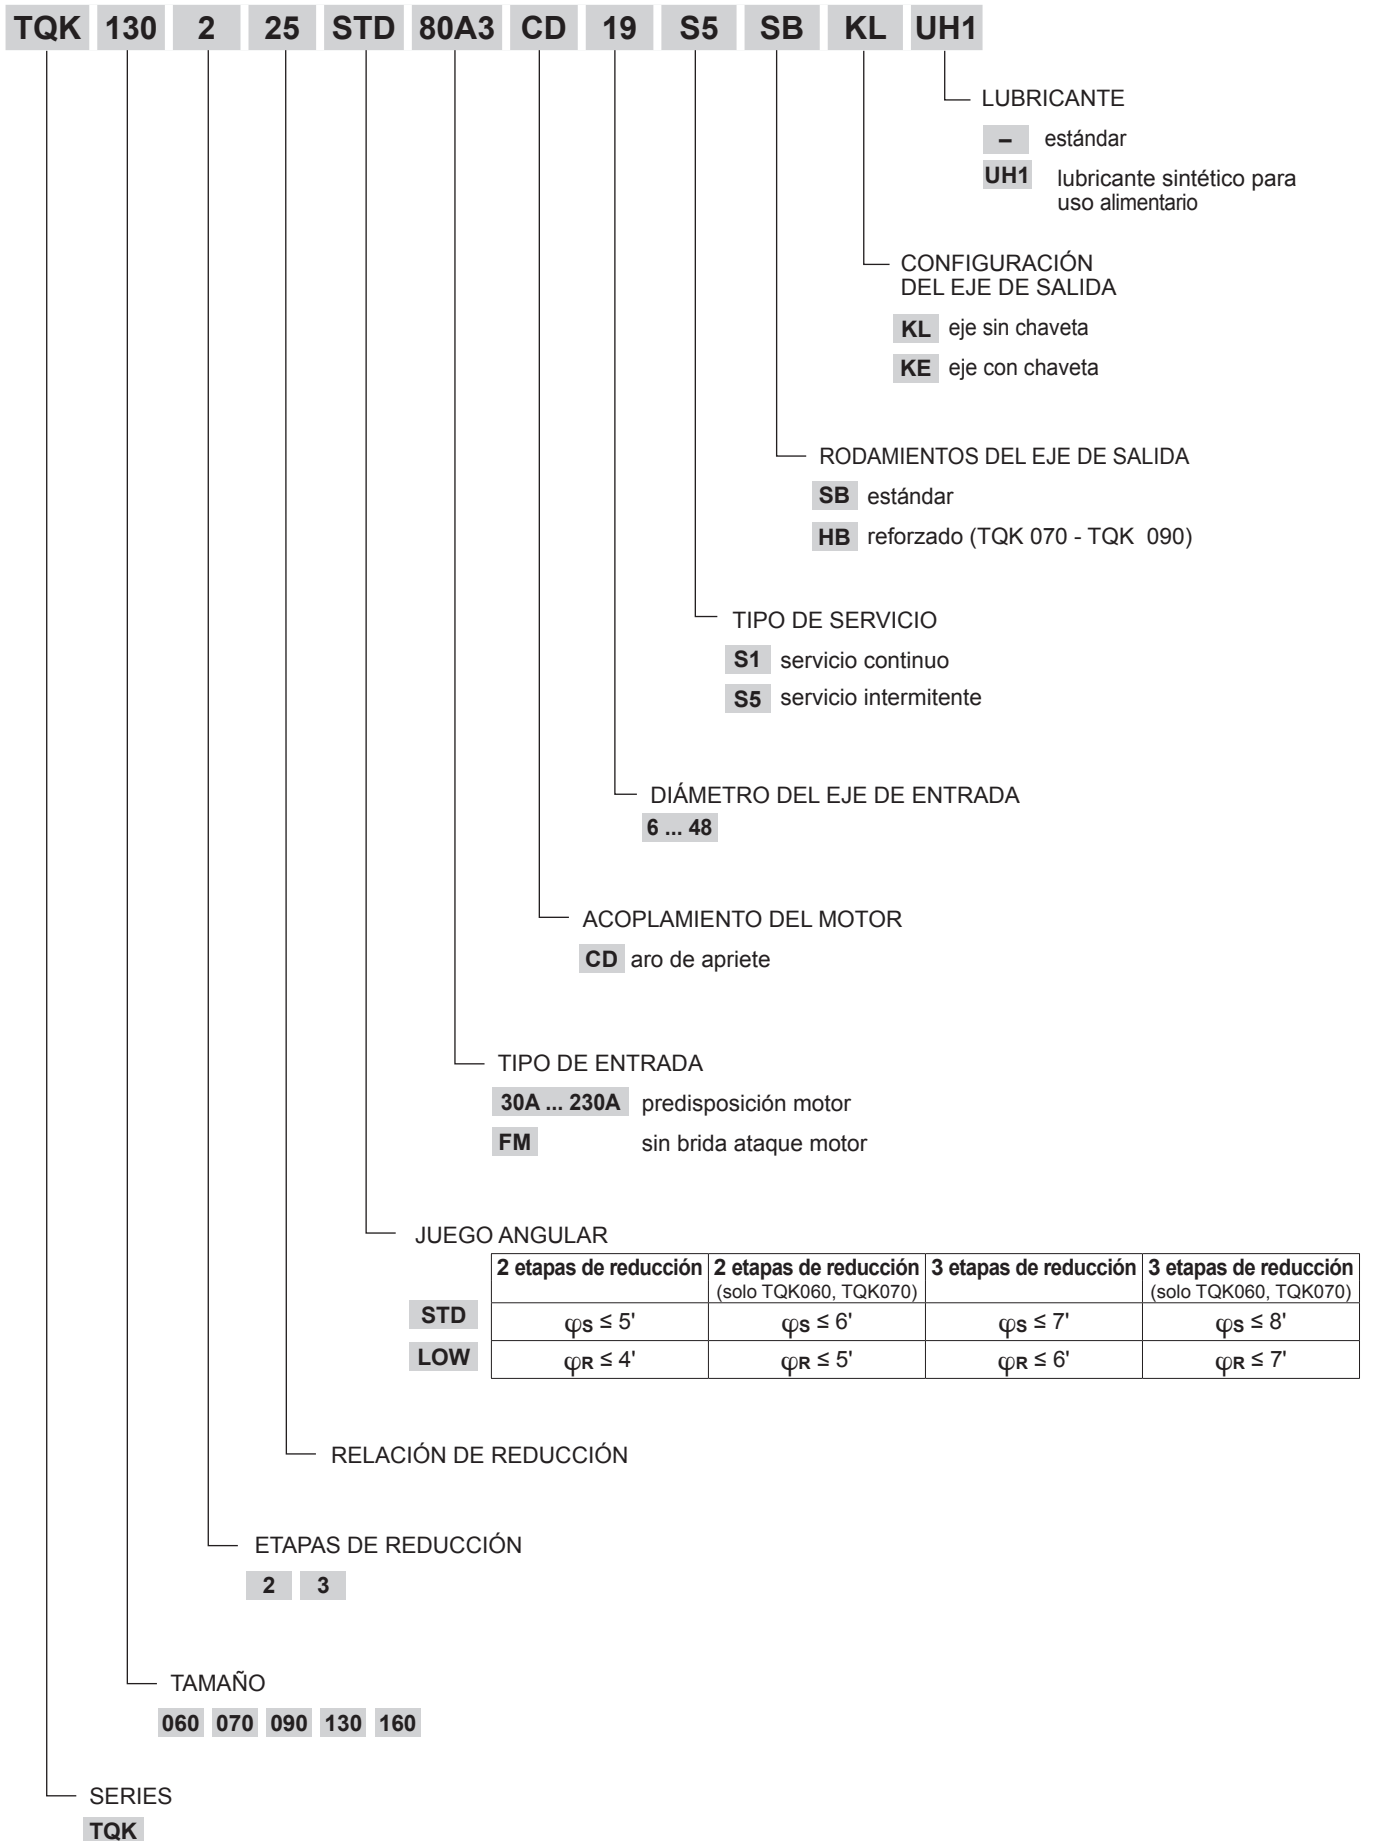 TQK 130 2 25 STD 80A3 CD 19 S5 SB KL UH1
LUBRICANTE
– estándar
UH1 lubricante sintético para
uso alimentario
CONFIGURACIÓN
DEL EJE DE SALIDA
KL eje sin chaveta
KE eje con chaveta
RODAMIENTOS DEL EJE DE SALIDA
SB estándar
HB reforzado (TQK 070 - TQK 090)
TIPO DE SERVICIO
S1 servicio continuo
S5 servicio intermitente
DIÁMETRO DEL EJE DE ENTRADA
6 ... 48
ACOPLAMIENTO DEL MOTOR
CD aro de apriete
TIPO DE ENTRADA
30A ... 230A predisposición motor
FM sin brida ataque motor
JUEGO ANGULAR
2 etapas de reducción 2 etapas de reducción 3 etapas de reducción 3 etapas de reducción
(solo TQK060, TQK070) (solo TQK060, TQK070)
STD φS ≤ 5' φS ≤ 6' φS ≤ 7' φS ≤ 8'
LOW φR ≤ 4' φR ≤ 5' φR ≤ 6' φR ≤ 7'
RELACIÓN DE REDUCCIÓN
ETAPAS DE REDUCCIÓN
2 3
TAMAÑO
060 070 090 130 160
SERIES
TQK